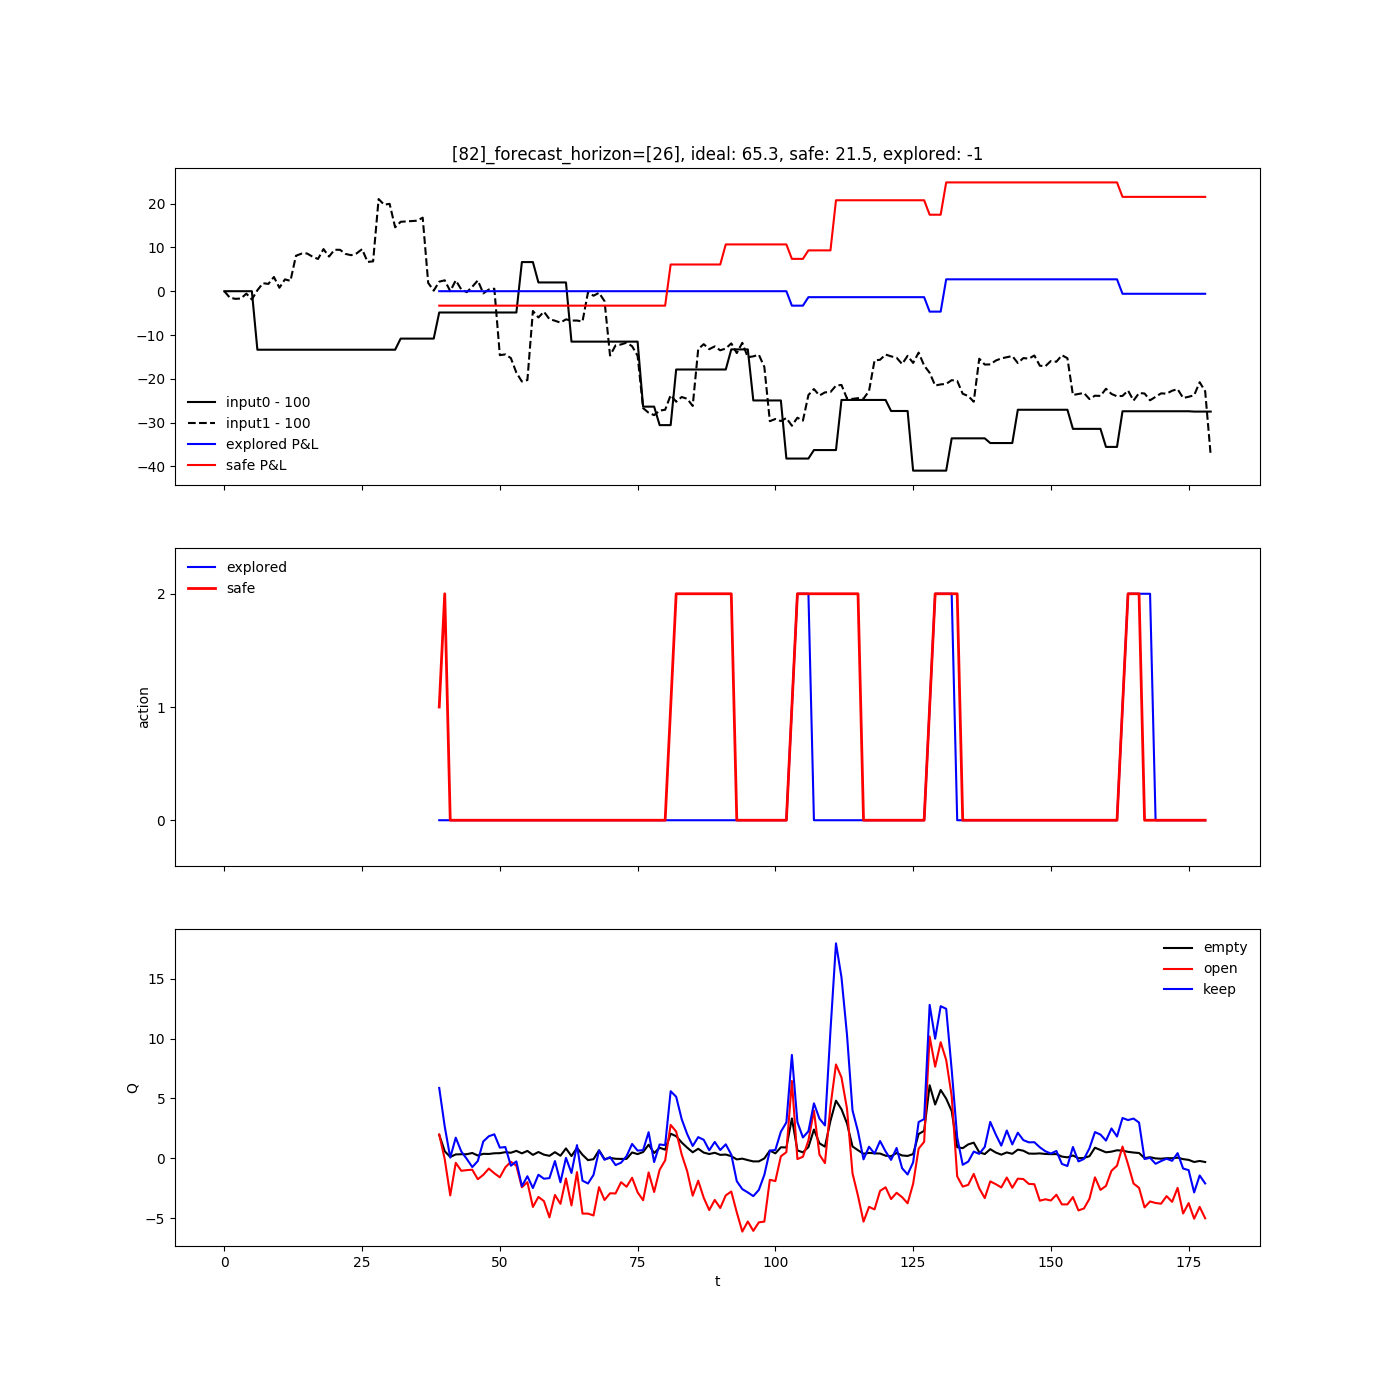 [82]_forecast_horizon=[26], ideal: 65.3, safe: 21.5, explored: -1
20
10
0
−10
−20
−30
−40
input0 - 100
input1 - 100
explored P&L
safe P&L
explored
safe
2
1
0
action
empty
open
keep
15
10
5
0
−5
Q
0 25 50 75 100 125 150 175
t